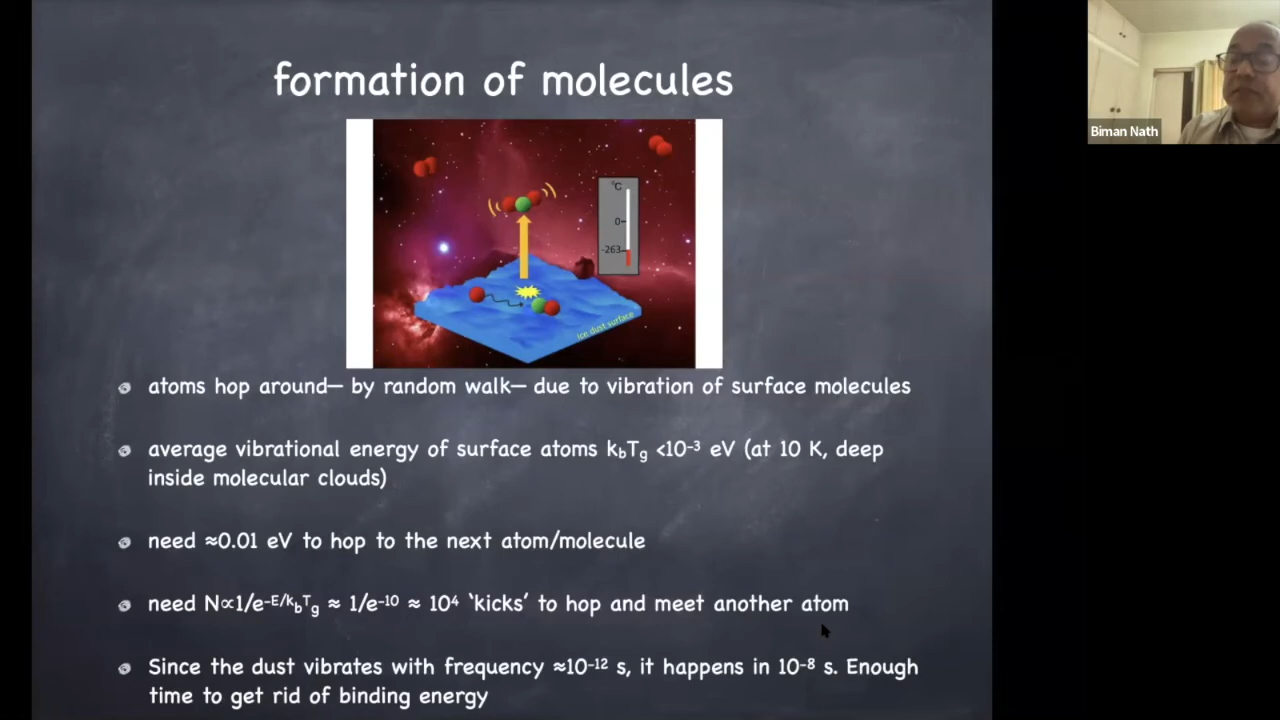 formation of molecules
°C
0-
-263-
Ice dust surface
atoms hop around— by random walk— due to vibration of surface molecules
average vibrational energy of surface atoms k_bT_g <10⁻³ eV (at 10 K, deep
inside molecular clouds)
need ≈0.01 eV to hop to the next atom/molecule
need N∝1/e^-E/k_bT_g ≈ 1/e⁻¹⁰ ≈ 10⁴ ‘kicks’ to hop and meet another atom
Since the dust vibrates with frequency ≈10⁻¹² s, it happens in 10⁻⁸ s. Enough
time to get rid of binding energy
Biman Nath